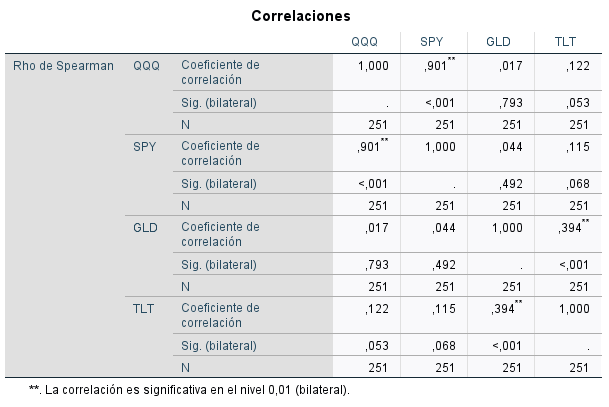 Correlaciones
QQQ SPY GLD TLT
Rho de Spearman QQQ Coeficiente de correlación 1,000 ,901** ,017 ,122
Sig. (bilateral) . <,001 ,793 ,053
N 251 251 251 251
SPY Coeficiente de correlación ,901** 1,000 ,044 ,115
Sig. (bilateral) <,001 . ,492 ,068
N 251 251 251 251
GLD Coeficiente de correlación ,017 ,044 1,000 ,394**
Sig. (bilateral) ,793 ,492 . <,001
N 251 251 251 251
TLT Coeficiente de correlación ,122 ,115 ,394** 1,000
Sig. (bilateral) ,053 ,068 <,001 .
N 251 251 251 251
**. La correlación es significativa en el nivel 0,01 (bilateral).